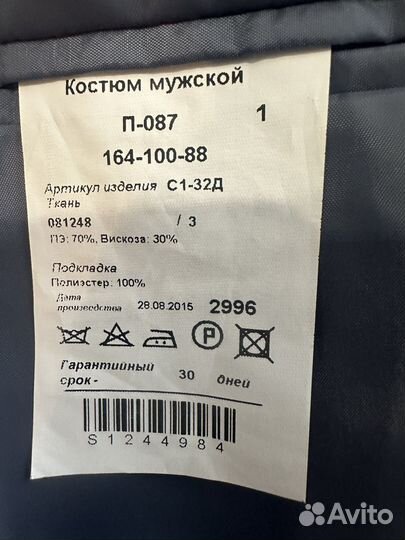 Костюм мужской
П-087 1
164-100-88
Артикул изделия С1-32Д
Ткань
081248 / 3
ПЭ: 70%, Вискоза: 30%
Подкладка
Полиэстер: 100%
Дата
производства 28.08.2015 2996
P
Гарантийный
срок - 30 дней
S1244984
Avito